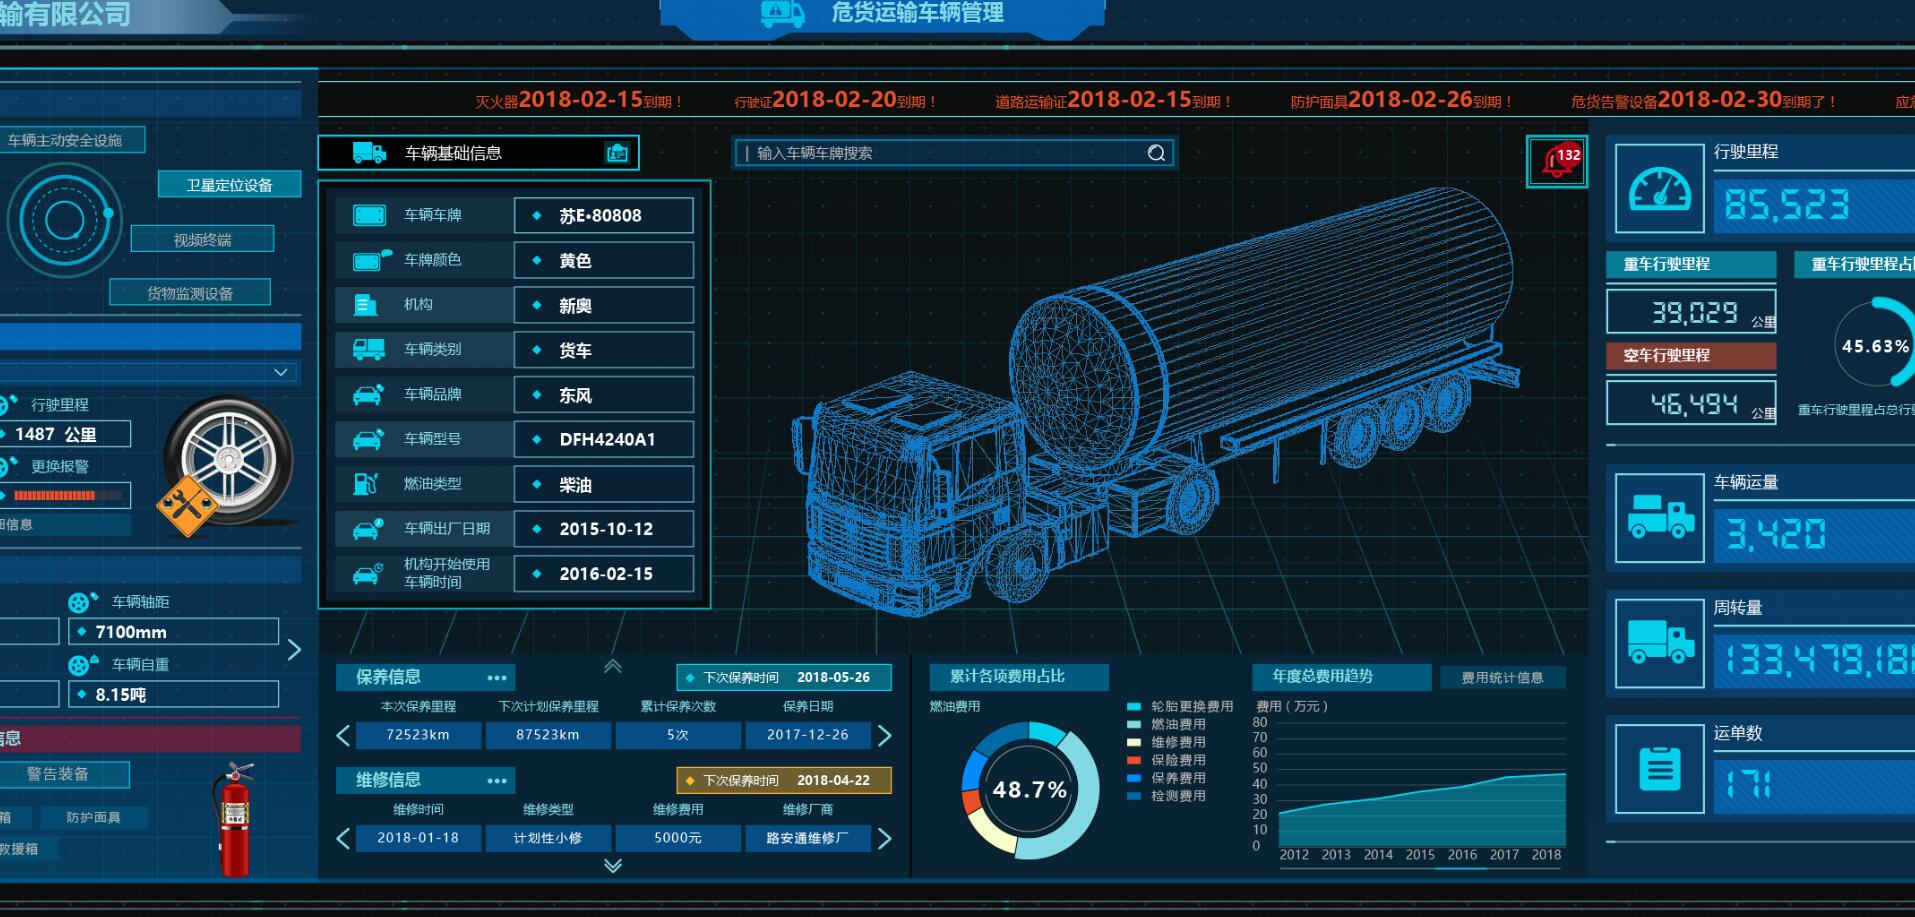 输有限公司
危货运输车辆管理
灭火器2018-02-15到期！
行驶证2018-02-20到期！
道路运输证2018-02-15到期！
防护面具2018-02-26到期！
危货告警设备2018-02-30到期了！
应
车辆主动安全设施
卫星定位设备
视频终端
货物监测设备
行驶里程
1487 公里
更换报警
信息
车辆轴距
7100mm
车辆自重
8.15吨
信息
警告装备
箱
防护面具
救援箱
车辆基础信息
输入车辆车牌搜索
132
车辆车牌
苏E·80808
车牌颜色
黄色
机构
新奥
车辆类别
货车
车辆品牌
东风
车辆型号
DFH4240A1
燃油类型
柴油
车辆出厂日期
2015-10-12
机构开始使用
车辆时间
2016-02-15
保养信息
下次保养时间 2018-05-26
本次保养里程 下次计划保养里程 累计保养次数 保养日期
72523km 87523km 5次 2017-12-26
维修信息
下次保养时间 2018-04-22
维修时间 维修类型 维修费用 维修厂商
2018-01-18 计划性小修 5000元 路安通维修厂
累计各项费用占比
燃油费用
48.7%
轮胎更换费用
燃油费用
维修费用
保险费用
保养费用
检测费用
年度总费用趋势
费用统计信息
费用（万元）
80
70
60
50
40
30
20
10
0
2012 2013 2014 2015 2016 2017 2018
行驶里程
85,523
重车行驶里程
39,029 公里
空车行驶里程
46,494 公里
重车行驶里程占
45.63%
重车行驶里程占总行
车辆运量
3,420
周转量
133,479,18
运单数
171